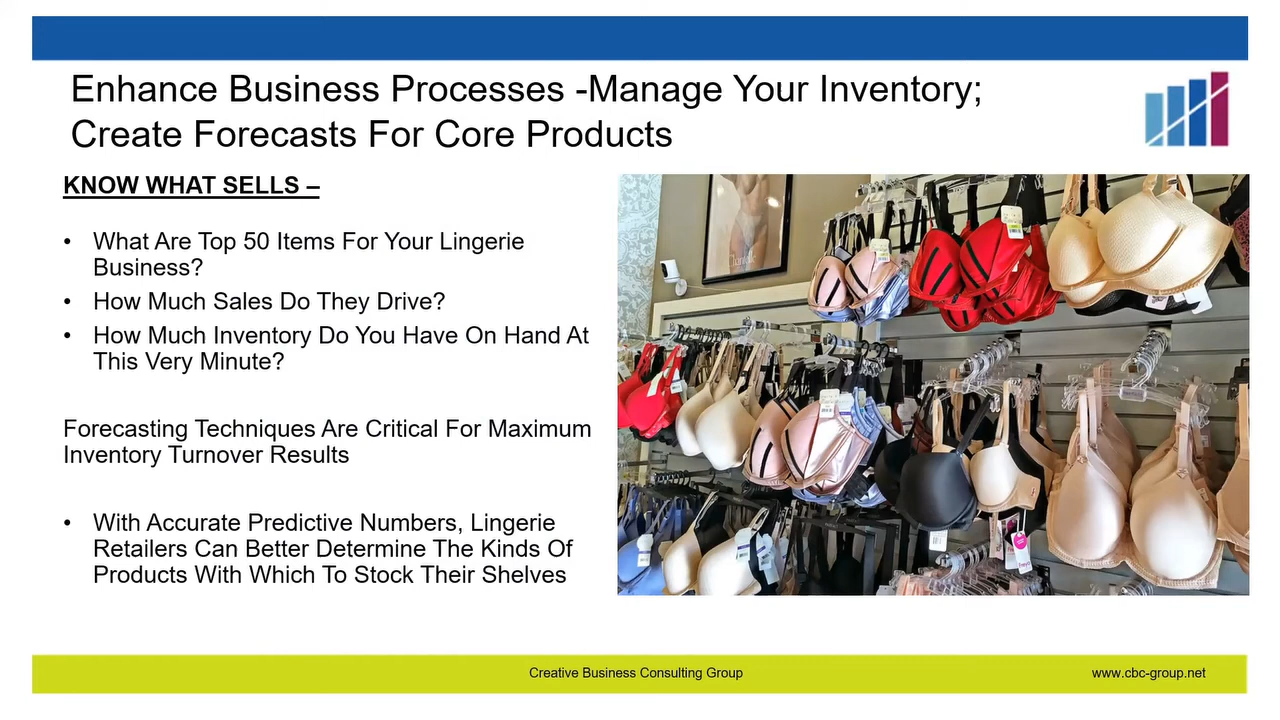 Enhance Business Processes -Manage Your Inventory;
Create Forecasts For Core Products
KNOW WHAT SELLS –
• What Are Top 50 Items For Your Lingerie
Business?
• How Much Sales Do They Drive?
• How Much Inventory Do You Have On Hand At
This Very Minute?
Forecasting Techniques Are Critical For Maximum
Inventory Turnover Results
• With Accurate Predictive Numbers, Lingerie
Retailers Can Better Determine The Kinds Of
Products With Which To Stock Their Shelves
Creative Business Consulting Group
www.cbc-group.net